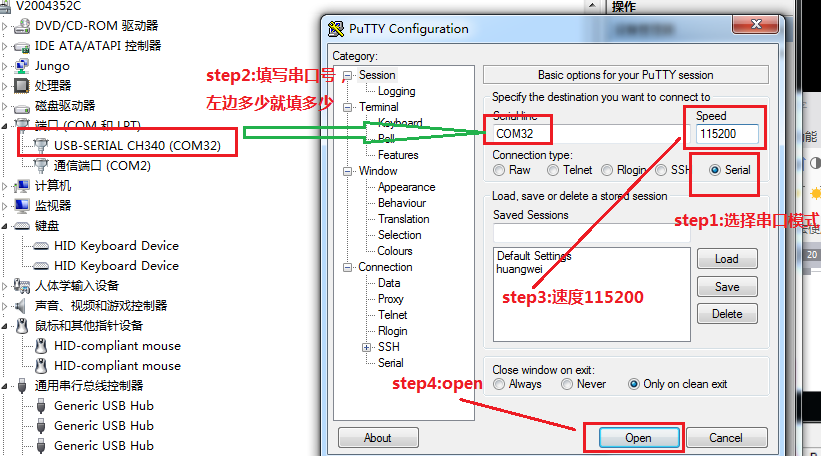 V2004352C
DVD/CD-ROM 驱动器
IDE ATA/ATAPI 控制器
Jungo
处理器
磁盘驱动器
端口 (COM 和 LPT)
USB-SERIAL CH340 (COM32)
通信端口 (COM2)
计算机
监视器
键盘
HID Keyboard Device
HID Keyboard Device
人体学输入设备
声音、视频和游戏控制器
鼠标和其他指针设备
HID-compliant mouse
HID-compliant mouse
通用串行总线控制器
Generic USB Hub
Generic USB Hub
Generic USB Hub
step2:填写串口号，
左边多少就填多少
操作
PuTTY Configuration
Category:
Session
Logging
Terminal
Keyboard
Bell
Features
Window
Appearance
Behaviour
Translation
Selection
Colours
Connection
Data
Proxy
Telnet
Rlogin
SSH
Serial
Basic options for your PuTTY session
Specify the destination you want to connect to
Serial line
Speed
COM32
115200
Connection type:
Raw
Telnet
Rlogin
SSH
Serial
step1:选择串口模式
Load, save or delete a stored session
Saved Sessions
Default Settings
huangwei
Load
Save
Delete
step3:速度115200
Close window on exit:
Always
Never
Only on clean exit
step4:open
About
Open
Cancel
能
使
20